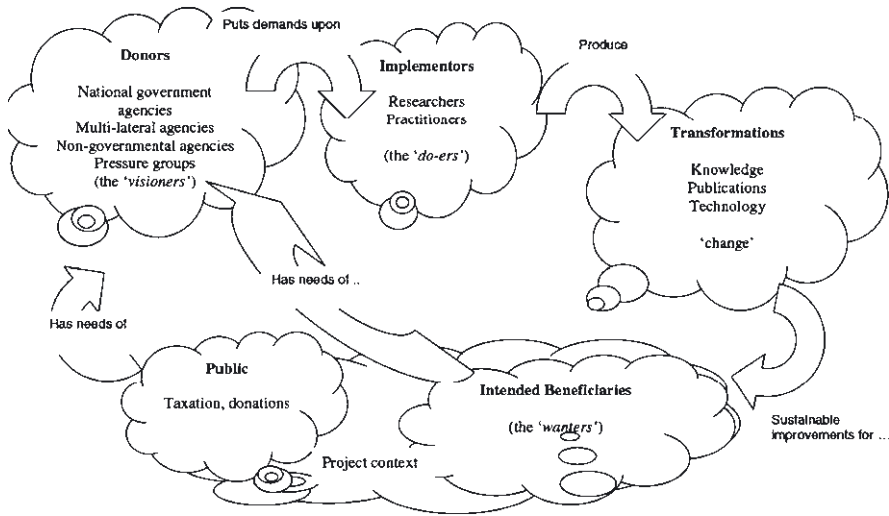 Puts demands upon
Donors
National government
agencies
Multi-lateral agencies
Non-governmental agencies
Pressure groups
(the 'visioners')
Implementors
Researchers
Practitioners
(the 'do-ers')
Produce
Transformations
Knowledge
Publications
Technology
'change'
Has needs of ..
Has needs of
Public
Taxation, donations
Intended Beneficiaries
(the 'wanters')
Sustainable
improvements for ...
Project context